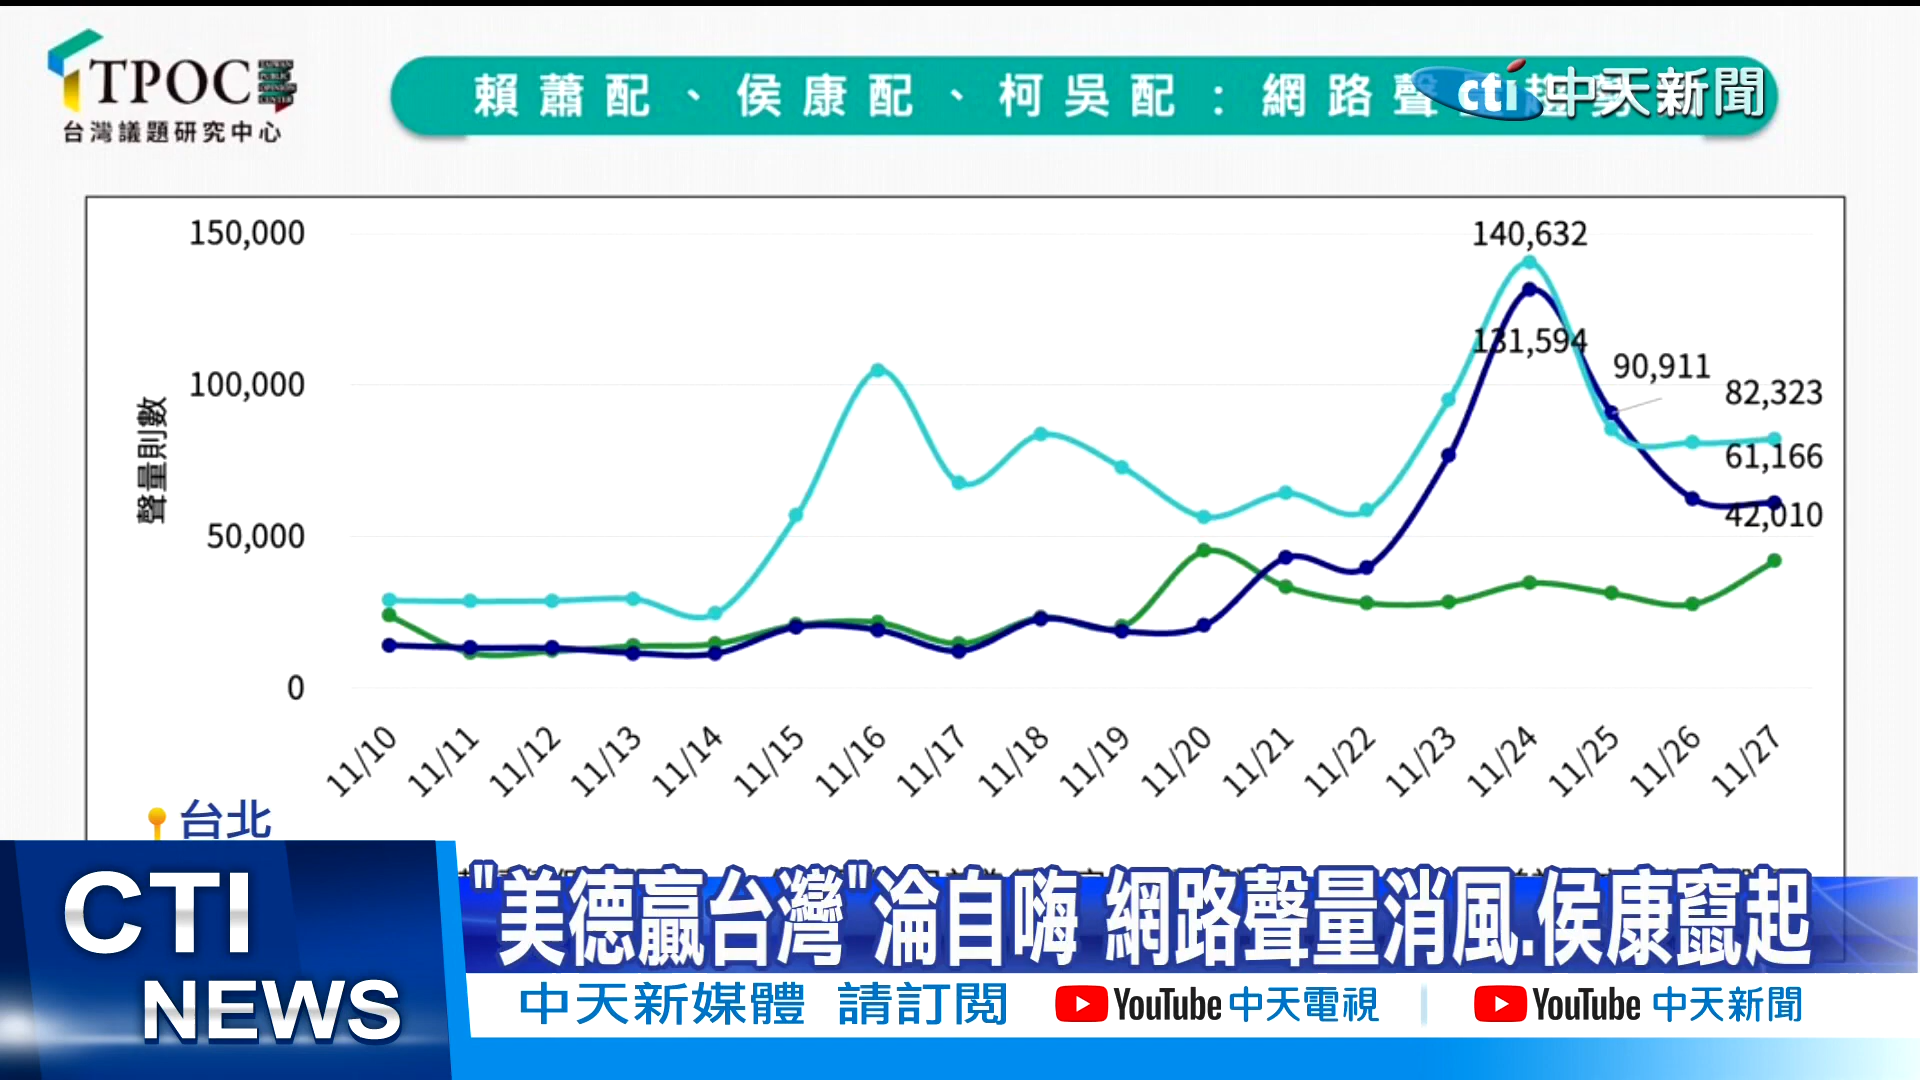 TPOC
TAIWAN PUBLIC OPINION CENTER
台灣議題研究中心
賴蕭配、侯康配、柯吳配：網路聲
cti 中天新聞
聲量則數
150,000
100,000
50,000
0
140,632
131,594
90,911
82,323
61,166
42,010
11/10 11/11 11/12 11/13 11/14 11/15 11/16 11/17 11/18 11/19 11/20 11/21 11/22 11/23 11/24 11/25 11/26 11/27
台北
CTI
NEWS
"美德贏台灣"淪自嗨 網路聲量消風.侯康竄起
中天新媒體 請訂閱 YouTube 中天電視 | YouTube 中天新聞